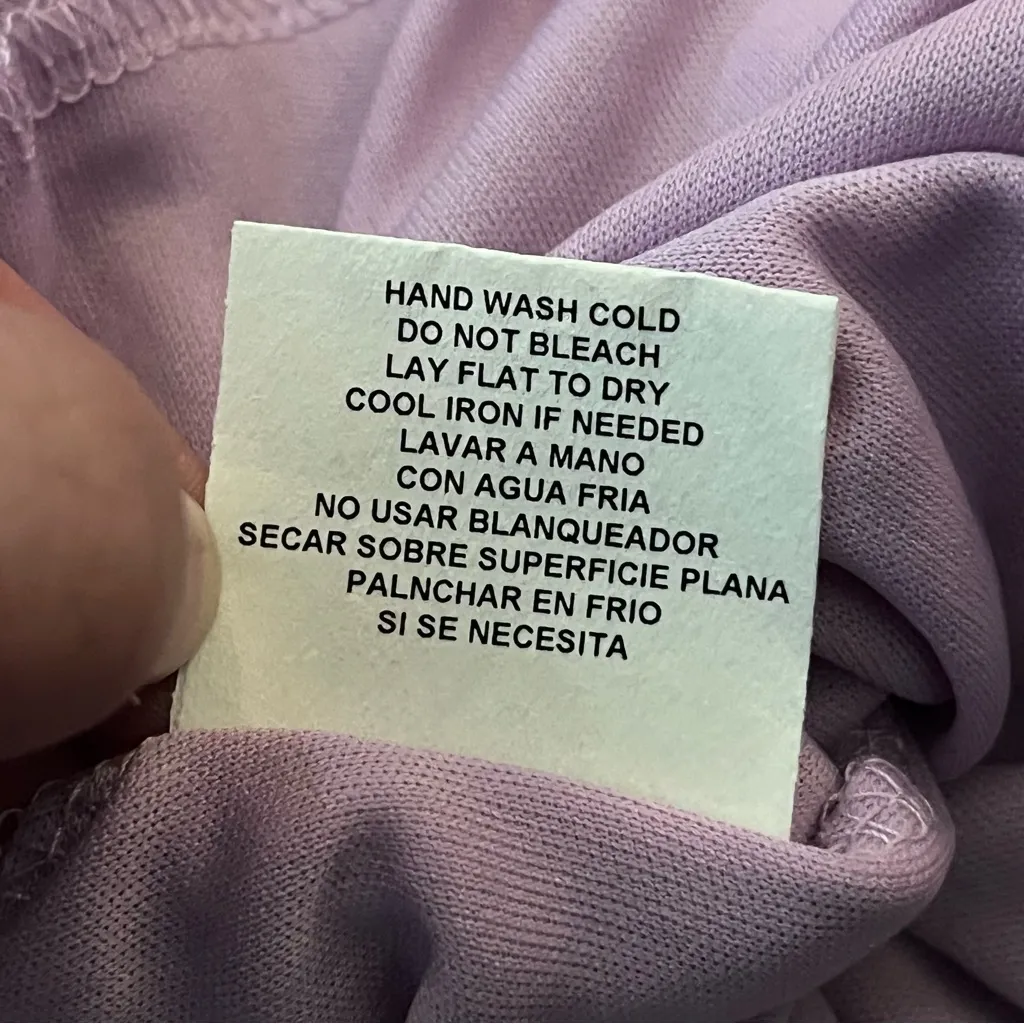 HAND WASH COLD
DO NOT BLEACH
LAY FLAT TO DRY
COOL IRON IF NEEDED
LAVAR A MANO
CON AGUA FRIA
NO USAR BLANQUEADOR
SECAR SOBRE SUPERFICIE PLANA
PALNCHAR EN FRIO
SI SE NECESITA